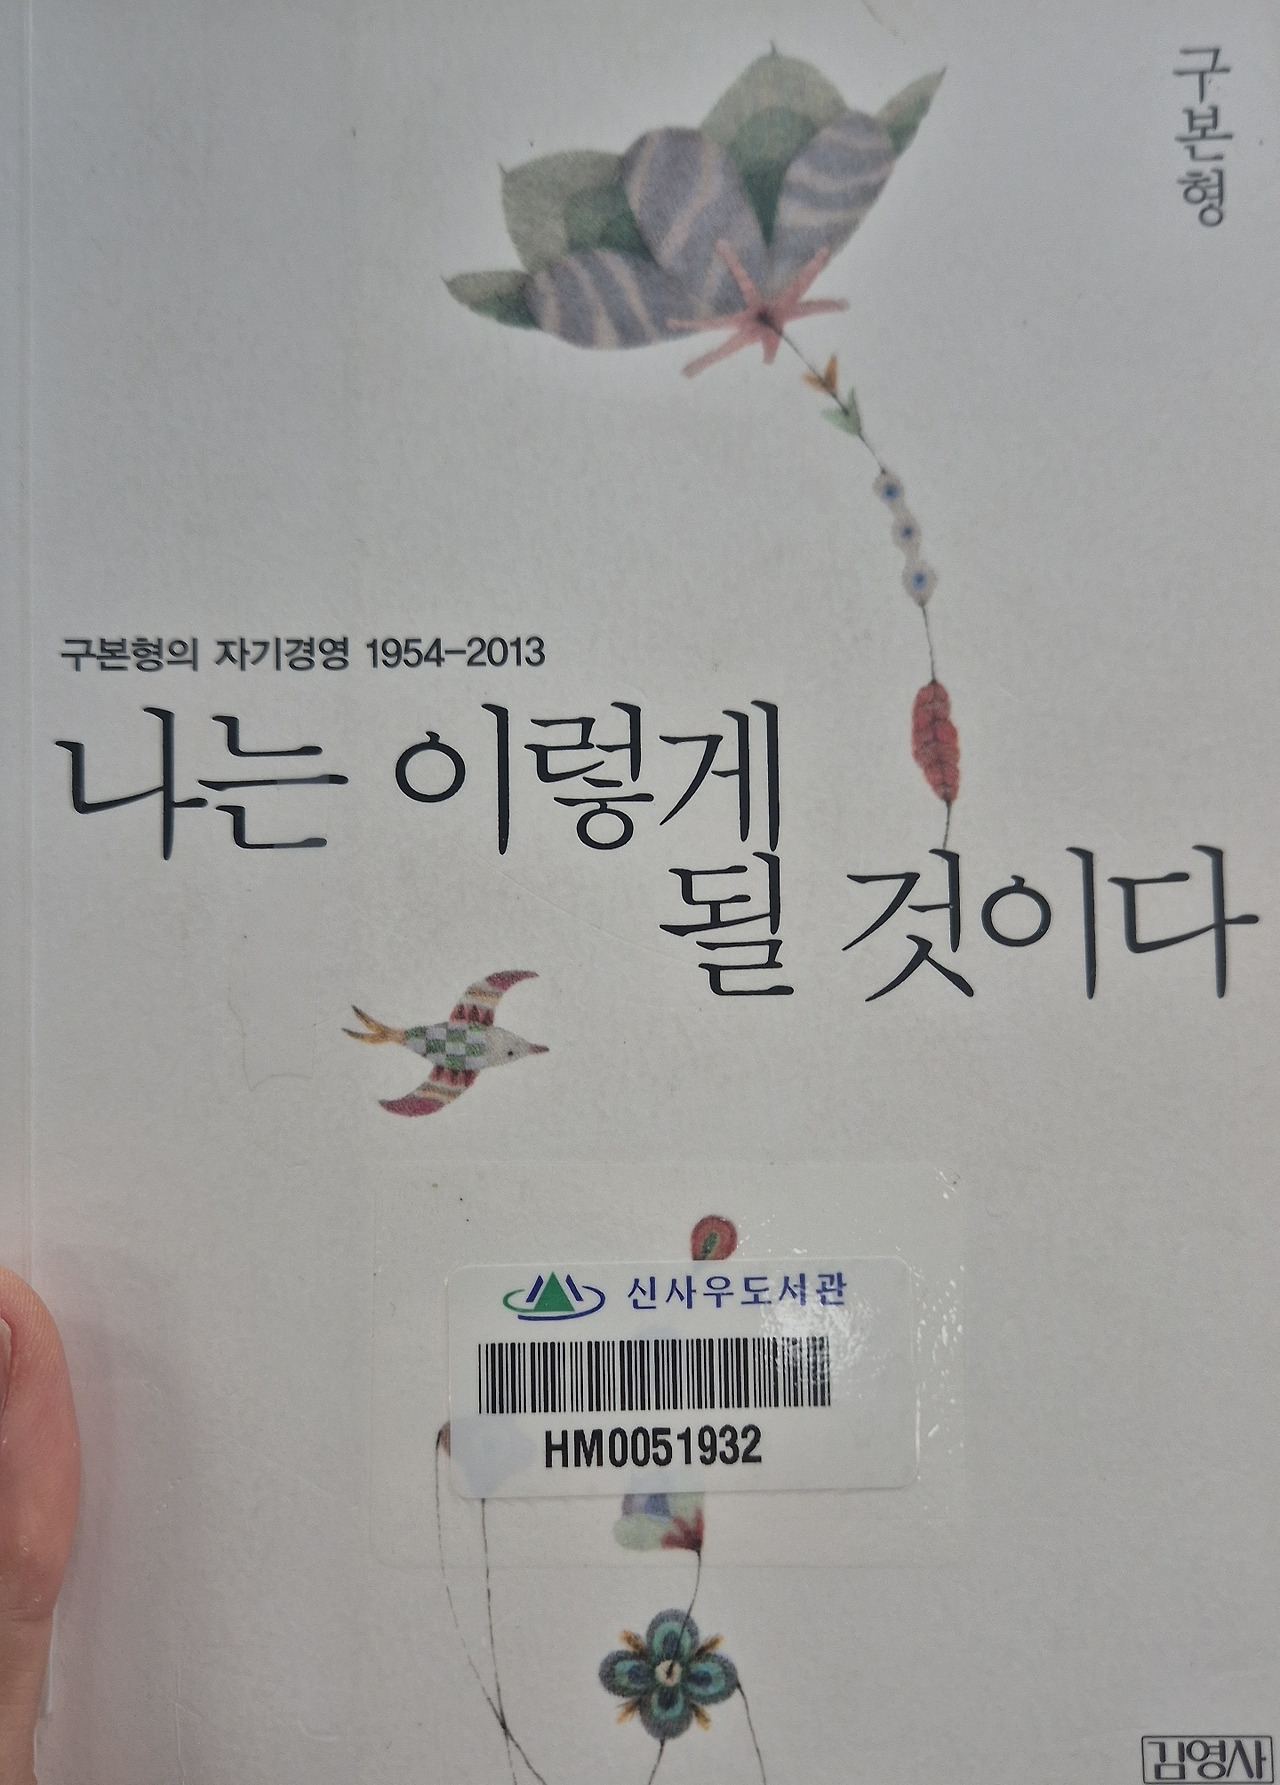 구본형
구본형의 자기경영 1954-2013
나는 이렇게
될 것이다
신사우도서관
HM0051932
김영사